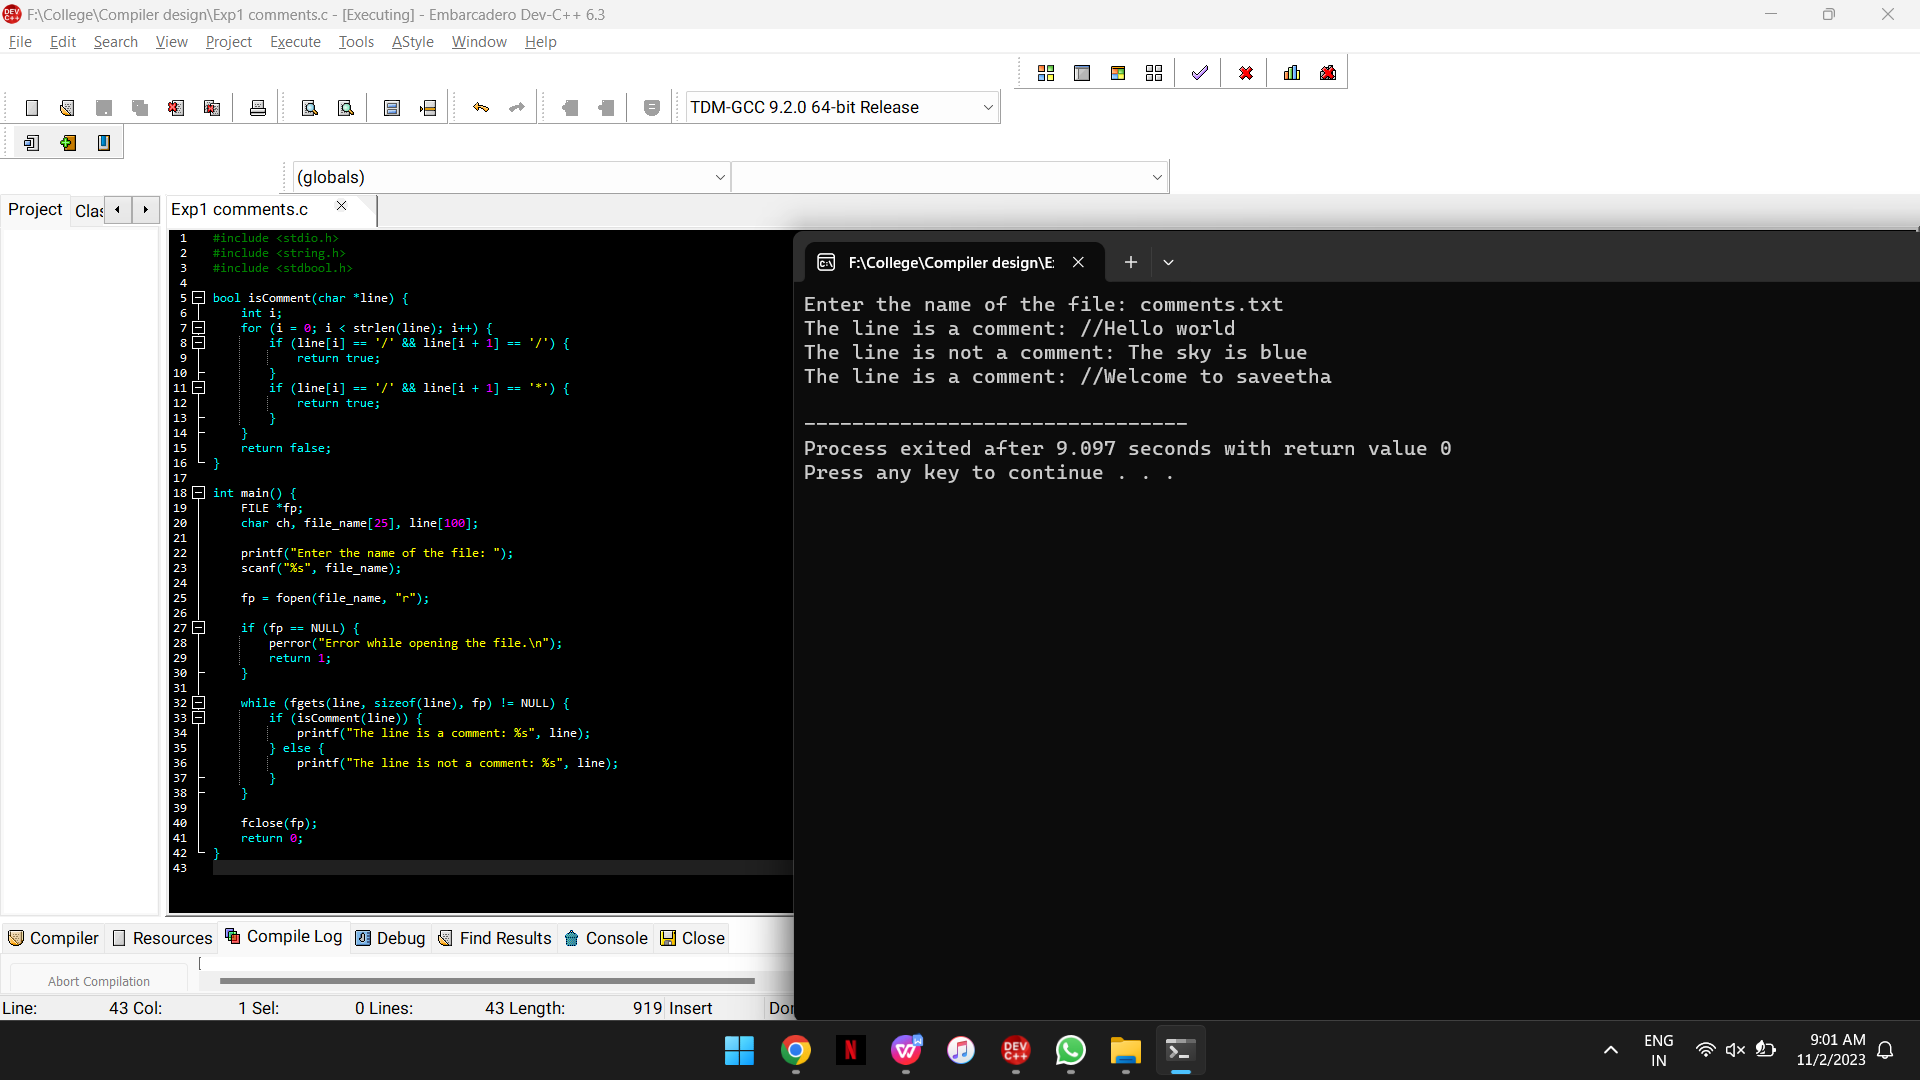 F:\College\Compiler design\Exp1 comments.c - [Executing] - Embarcadero Dev-C++ 6.3
File Edit Search View Project Execute Tools AStyle Window Help
TDM-GCC 9.2.0 64-bit Release
(globals)
Project Clas
Exp1 comments.c
1 #include <stdio.h>
2 #include <string.h>
3 #include <stdbool.h>
4
5 bool isComment(char *line) {
6 int i;
7 for (i = 0; i < strlen(line); i++) {
8 if (line[i] == '/' && line[i + 1] == '/') {
9 return true;
10 }
11 if (line[i] == '/' && line[i + 1] == '*') {
12 return true;
13 }
14 }
15 return false;
16 }
17
18 int main() {
19 FILE *fp;
20 char ch, file_name[25], line[100];
21
22 printf("Enter the name of the file: ");
23 scanf("%s", file_name);
24
25 fp = fopen(file_name, "r");
26
27 if (fp == NULL) {
28 perror("Error while opening the file.\n");
29 return 1;
30 }
31
32 while (fgets(line, sizeof(line), fp) != NULL) {
33 if (isComment(line)) {
34 printf("The line is a comment: %s", line);
35 } else {
36 printf("The line is not a comment: %s", line);
37 }
38 }
39
40 fclose(fp);
41 return 0;
42 }
43
F:\College\Compiler design\E:
Enter the name of the file: comments.txt
The line is a comment: //Hello world
The line is not a comment: The sky is blue
The line is a comment: //Welcome to saveetha
--------------------------------
Process exited after 9.097 seconds with return value 0
Press any key to continue . . .
Compiler Resources Compile Log Debug Find Results Console Close
Abort Compilation
Line: 43 Col: 1 Sel: 0 Lines: 43 Length: 919 Insert Don
DEV C++
ENG
IN
9:01 AM
11/2/2023